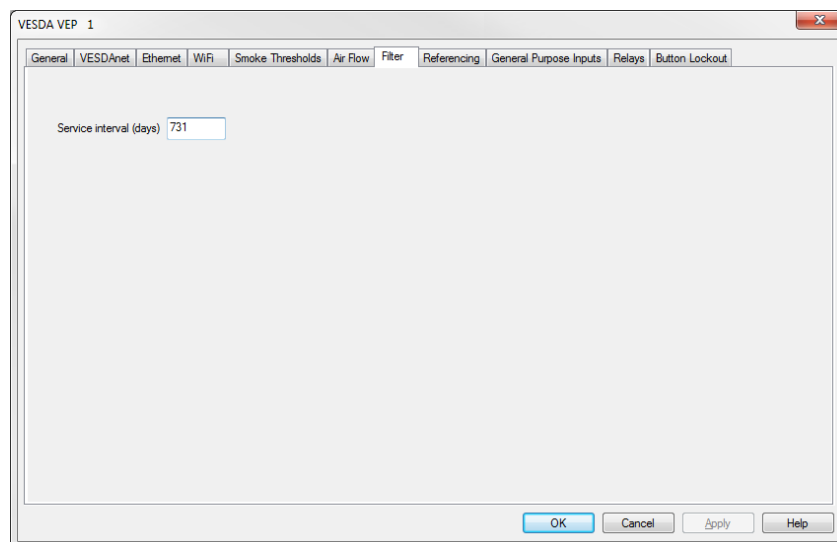 VESDA VEP 1
General VESDAnet Ethernet WiFi Smoke Thresholds Air Flow Filter Referencing General Purpose Inputs Relays Button Lockout
Service interval (days) 731
OK Cancel Apply Help